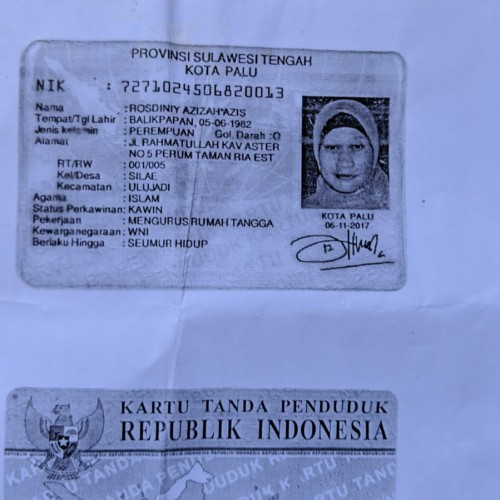 PROVINSI SULAWESI TENGAH
KOTA PALU
NIK : 7271024506820013
Nama : ROSDINIY AZIZAH'AZIS
Tempat/Tgl Lahir : BALIKPAPAN, 05-06-1982
Jenis kelamin : PEREMPUAN Gol. Darah :O
Alamat : JL RAHMATULLAH KAV ASTER
NO 5 PERUM TAMAN RIA EST
RT/RW : 001/005
Kel/Desa : SILAE
Kecamatan : ULUJADI
Agama : ISLAM
Status Perkawinan: KAWIN
Pekerjaan : MENGURUS RUMAH TANGGA
Kewarganegaraan: WNI
Berlaku Hingga : SEUMUR HIDUP
KOTA PALU
06-11-2017
KARTU TANDA PENDUDUK
REPUBLIK INDONESIA